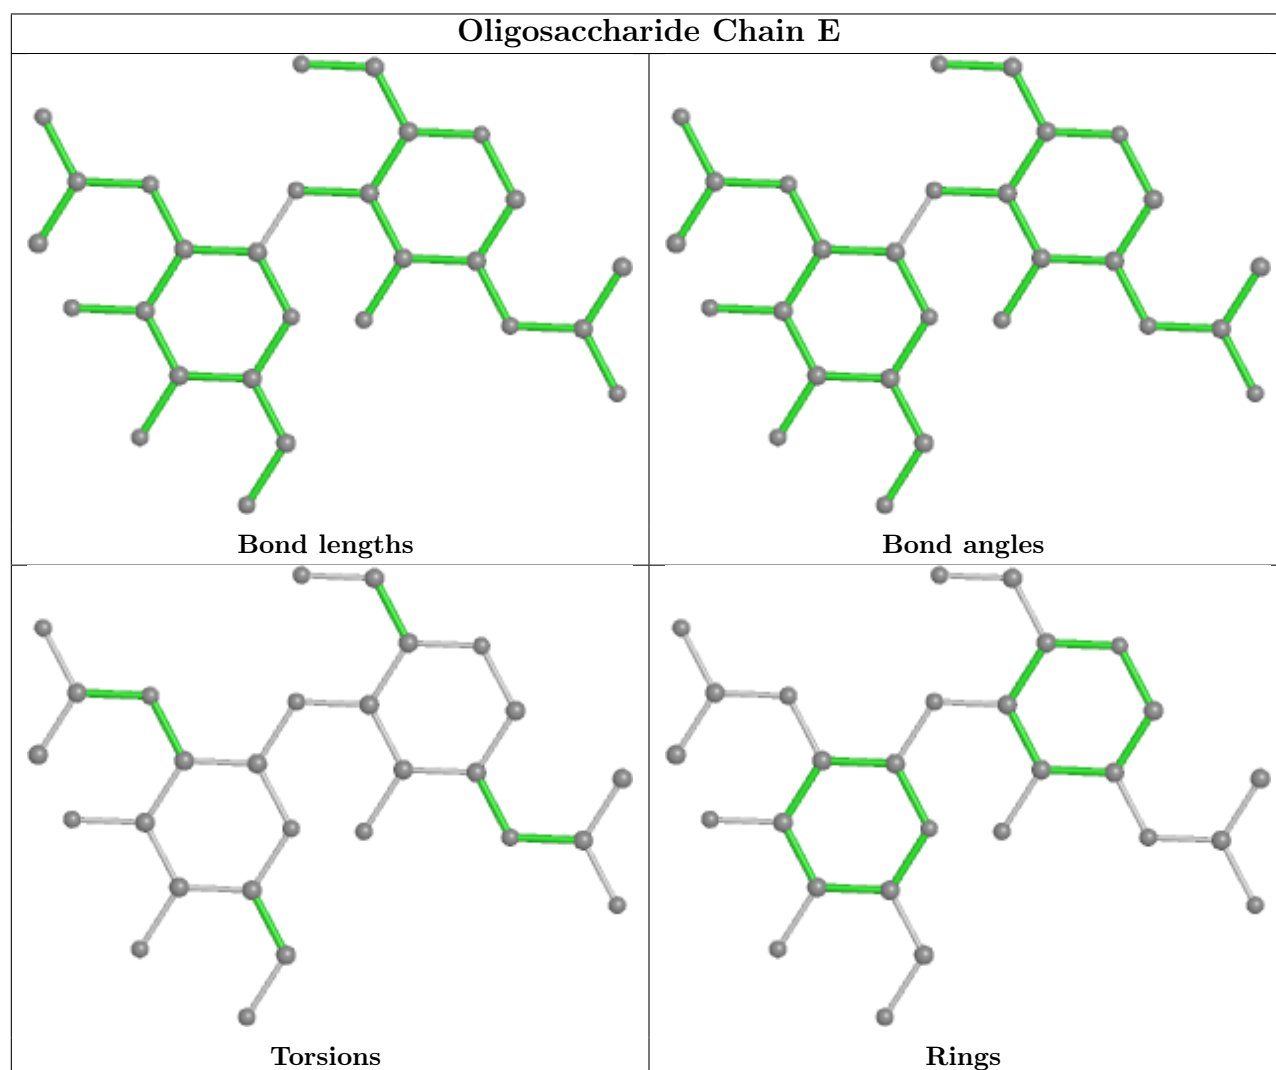 Oligosaccharide Chain E
Bond lengths
Bond angles
Torsions
Rings